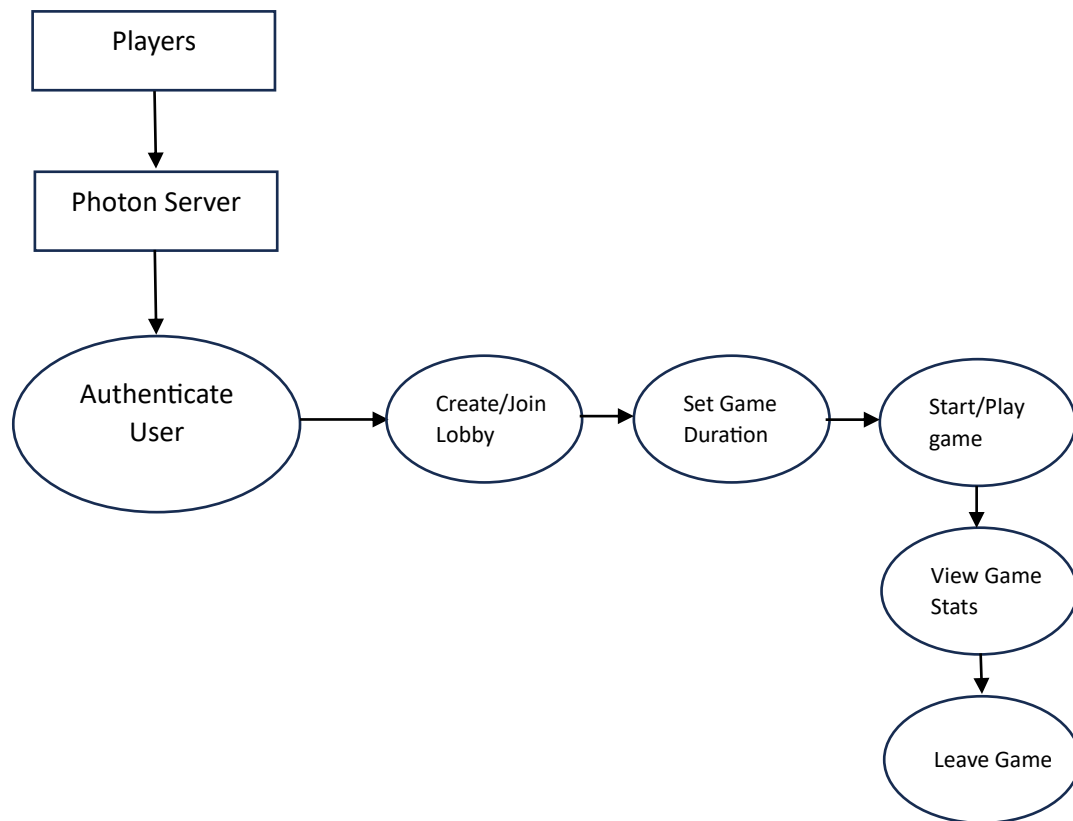 Players
Photon Server
Authenticate
User
Create/Join
Lobby
Set Game
Duration
Start/Play
game
View Game
Stats
Leave Game